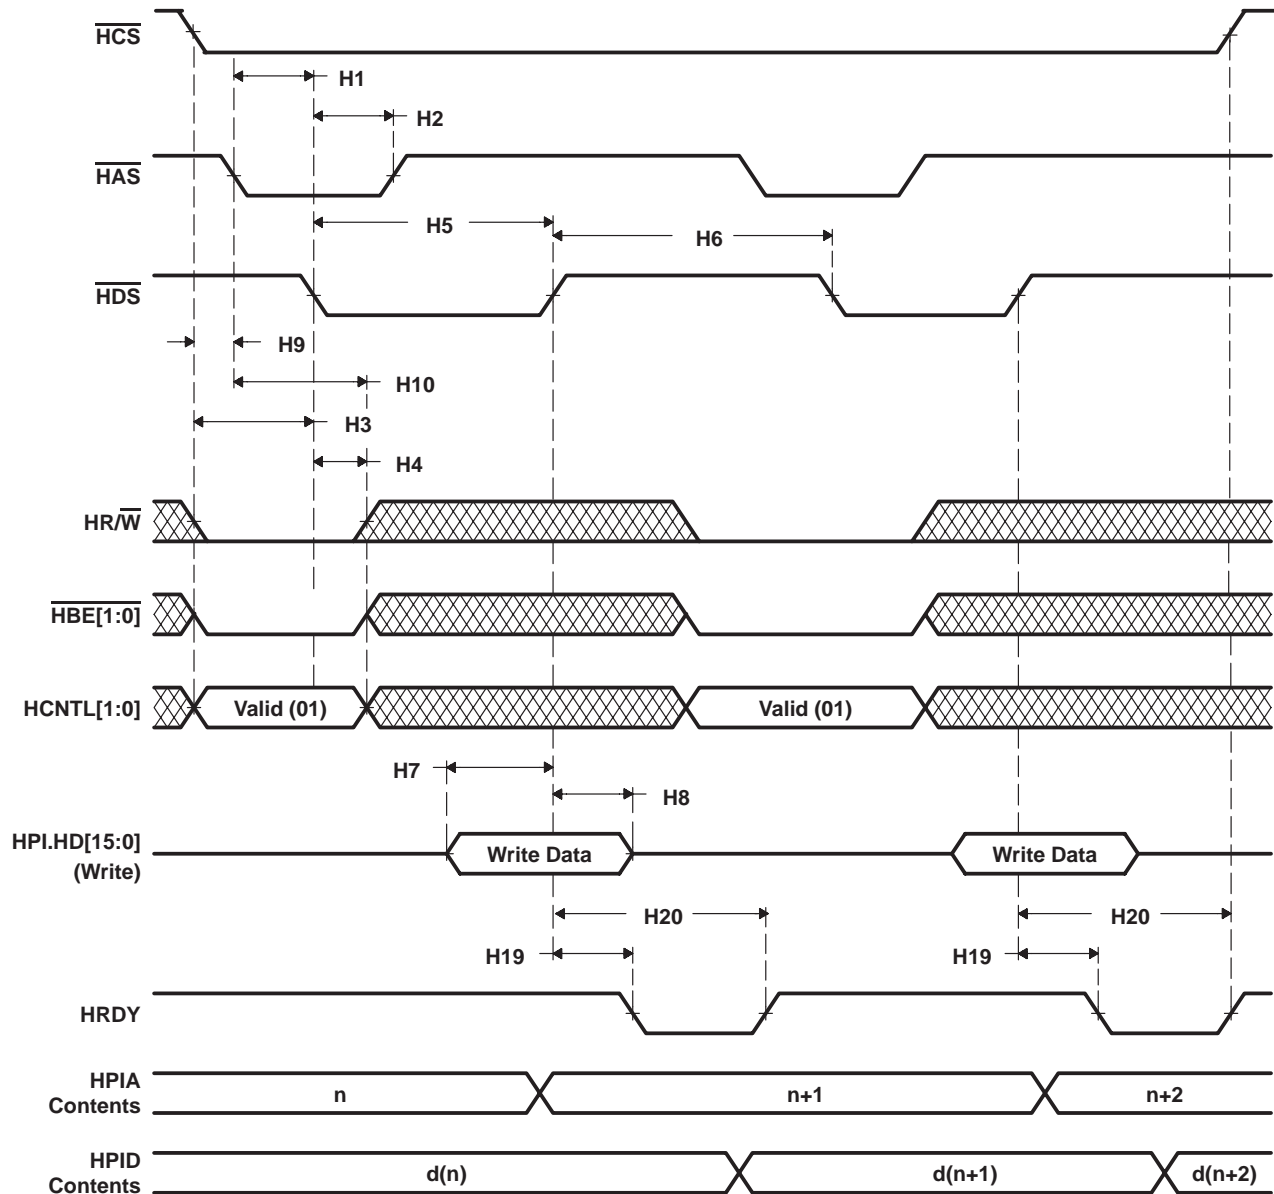 HCS
H1
H2
HAS
H5
H6
HDS
H9
H10
H3
H4
HR/W
HBE[1:0]
HCNTL[1:0] Valid (01) Valid (01)
H7
H8
HPI.HD[15:0]
(Write)
Write Data Write Data
H20 H20
H19 H19
HRDY
HPIA
Contents
n n+1 n+2
HPID
Contents
d(n) d(n+1) d(n+2)